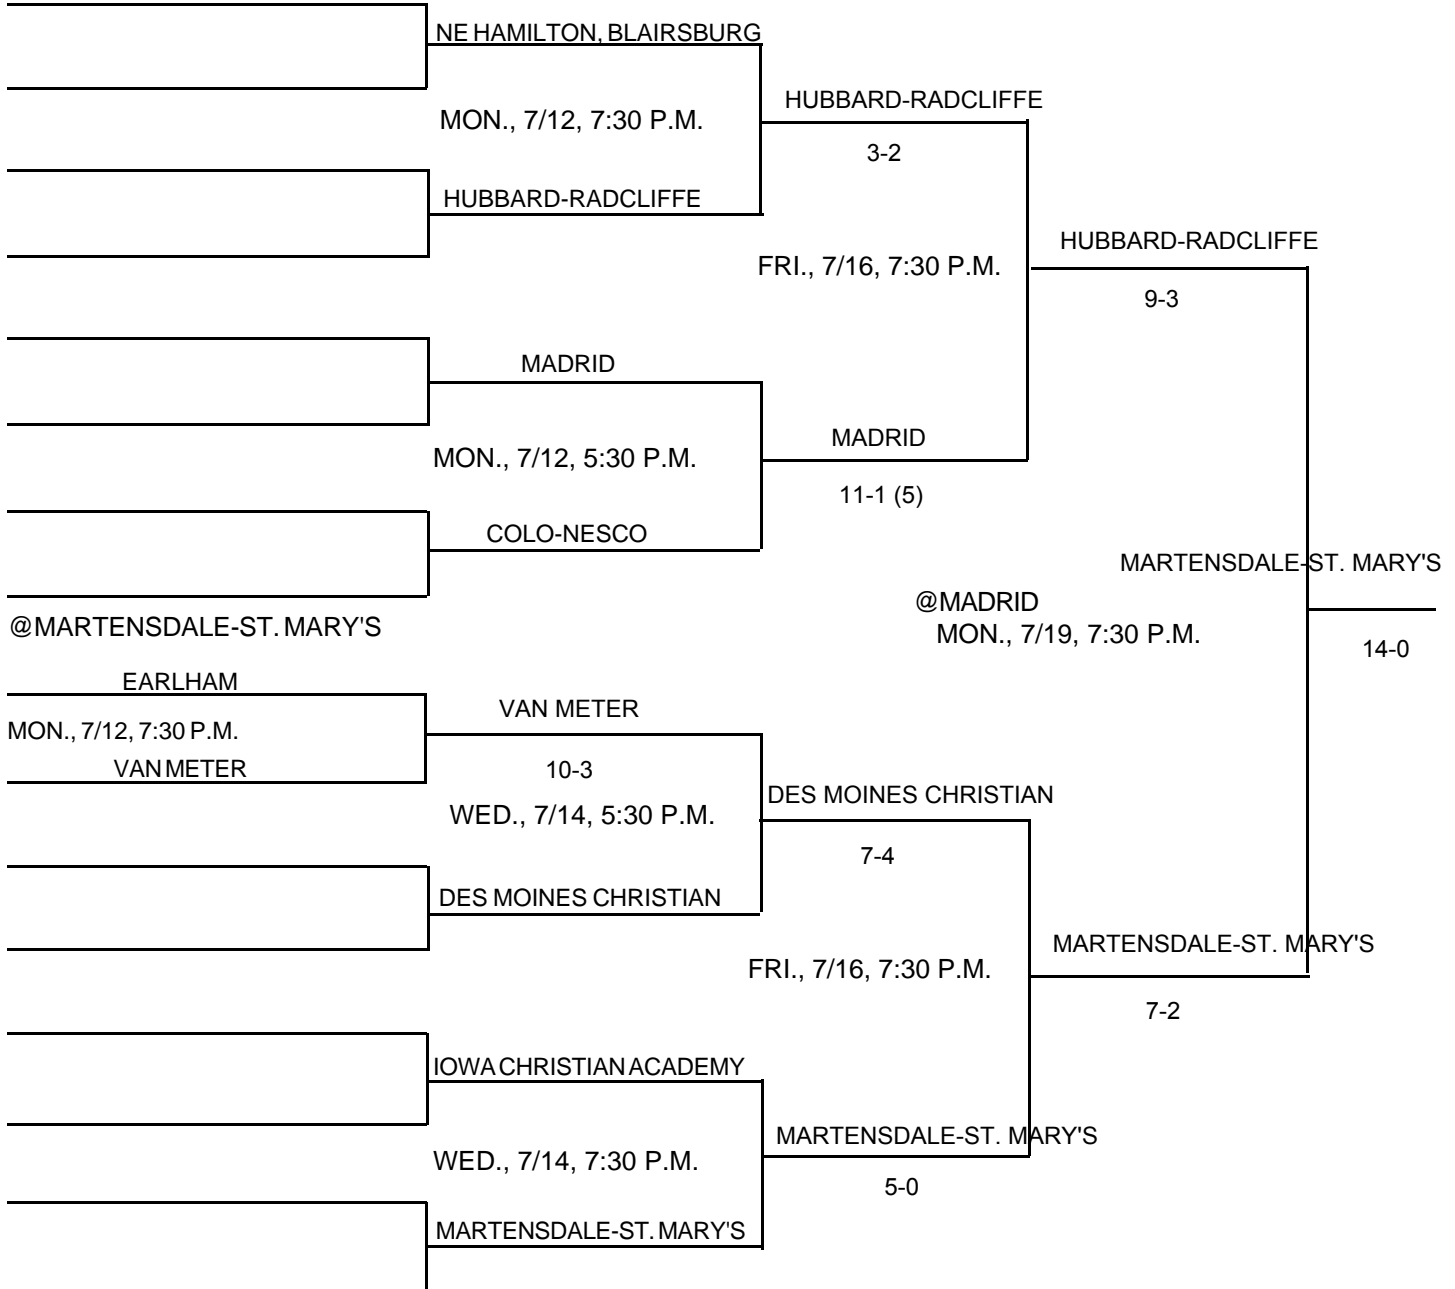 NE HAMILTON, BLAIRSBURG
HUBBARD-RADCLIFFE
MON., 7/12, 7:30 P.M.
3-2
HUBBARD-RADCLIFFE
HUBBARD-RADCLIFFE
FRI., 7/16, 7:30 P.M.
9-3
MADRID
MADRID
MON., 7/12, 5:30 P.M.
11-1 (5)
COLO-NESCO
MARTENSDALE-ST. MARY'S
@MADRID
@MARTENSDALE-ST. MARY'S
MON., 7/19, 7:30 P.M.
14-0
EARLHAM
VAN METER
MON., 7/12, 7:30 P.M.
VAN METER
10-3
DES MOINES CHRISTIAN
WED., 7/14, 5:30 P.M.
7-4
DES MOINES CHRISTIAN
MARTENSDALE-ST. MARY'S
FRI., 7/16, 7:30 P.M.
7-2
IOWA CHRISTIAN ACADEMY
MARTENSDALE-ST. MARY'S
WED., 7/14, 7:30 P.M.
5-0
MARTENSDALE-ST. MARY'S